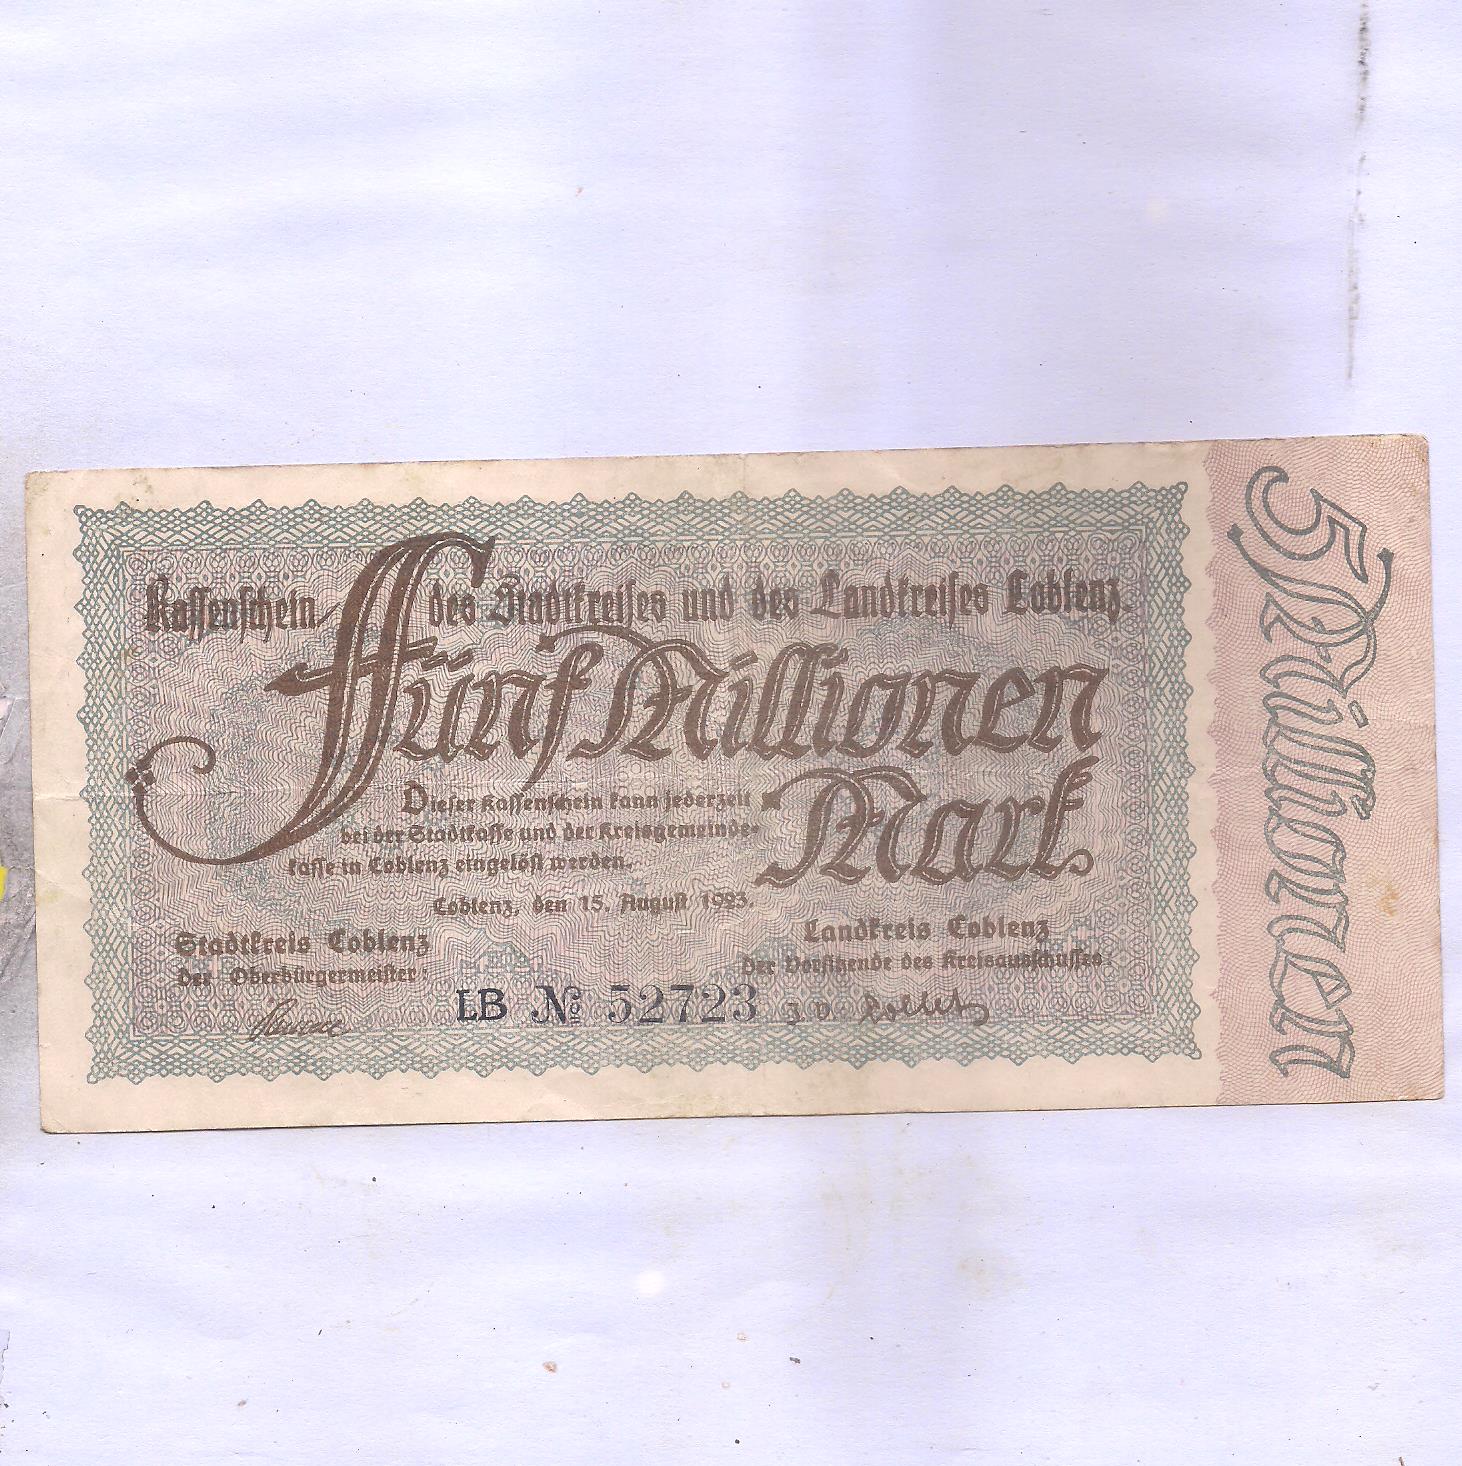 Kassenschein des Stadtkreises und des Landkreises Coblenz.
Fünf Millionen
Mark
Dieser Kassenschein kann jederzeit
bei der Stadtkasse und der Kreisgemeinde-
kasse in Coblenz eingelöst werden.
Coblenz, den 15. August 1923.
Stadtkreis Coblenz
Der Oberbürgermeister:
Landkreis Coblenz
Der Vorsitzende des Kreisausschusses:
LB № 52723
J. V.
5 Millionen